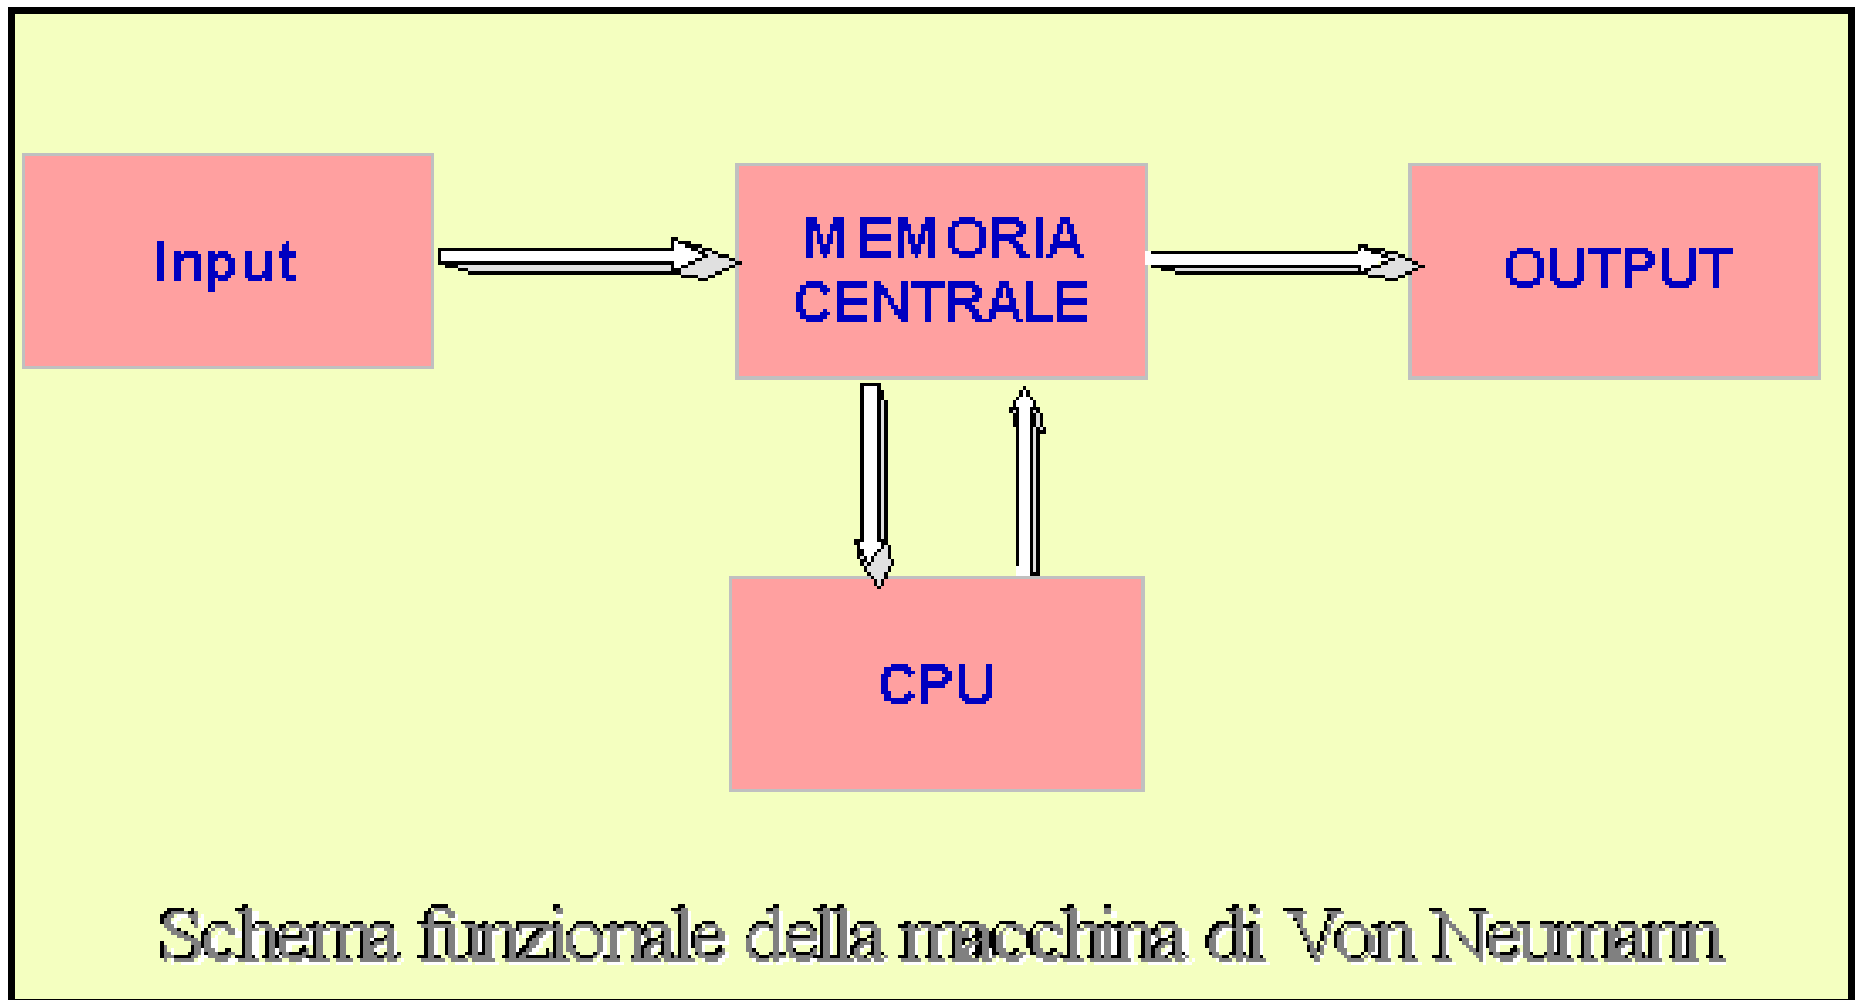 Input
MEMORIA
CENTRALE
OUTPUT
CPU
Schema funzionale della macchina di Von Neumann